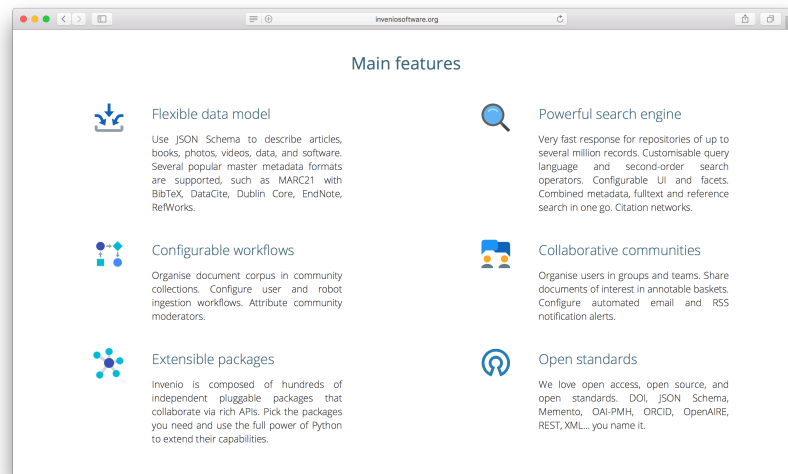 inveniosoftware.org
Main features
Flexible data model
Use JSON Schema to describe articles,
books, photos, videos, data, and software.
Several popular master metadata formats
are supported, such as MARC21 with
BibTeX, DataCite, Dublin Core, EndNote,
RefWorks.
Powerful search engine
Very fast response for repositories of up to
several million records. Customisable query
language and second-order search
operators. Configurable UI and facets.
Combined metadata, fulltext and reference
search in one go. Citation networks.
Configurable workflows
Organise document corpus in community
collections. Configure user and robot
ingestion workflows. Attribute community
moderators.
Collaborative communities
Organise users in groups and teams. Share
documents of interest in annotable baskets.
Configure automated email and RSS
notification alerts.
Extensible packages
Invenio is composed of hundreds of
independent pluggable packages that
collaborate via rich APIs. Pick the packages
you need and use the full power of Python
to extend their capabilities.
Open standards
We love open access, open source, and
open standards. DOI, JSON Schema,
Memento, OAI-PMH, ORCID, OpenAIRE,
REST, XML... you name it.